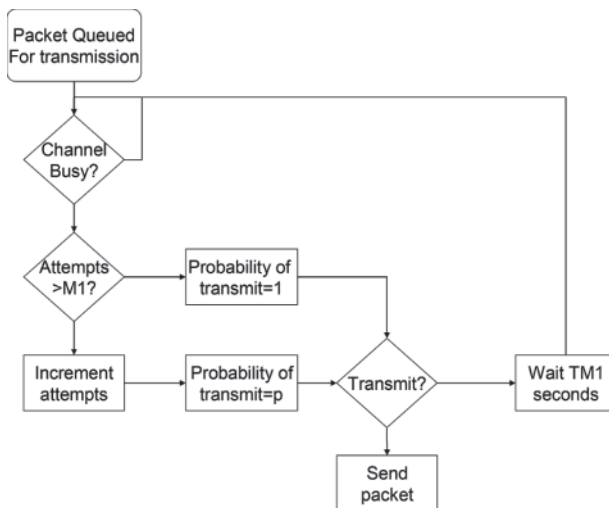 Packet Queued
For transmission
Channel
Busy?
Attempts
>M1?
Probability of
transmit=1
Increment
attempts
Probability of
transmit=p
Transmit?
Wait TM1
seconds
Send
packet